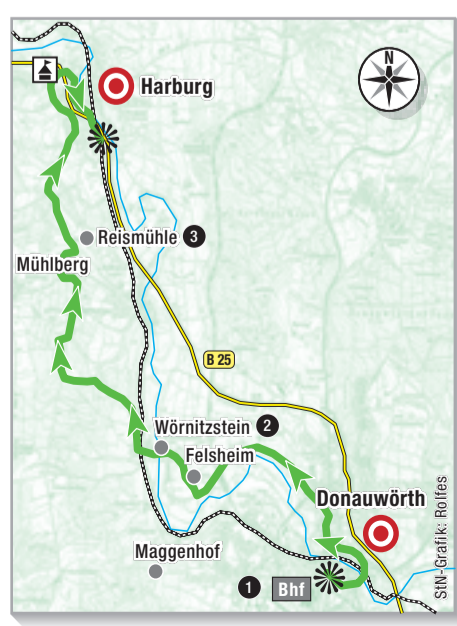 N
Harburg
Reismühle 3
Mühlberg
B 25
Wörnitzstein 2
Felsheim
Donauwörth
Maggenhof
1 Bhf
StN-Grafik: Rolfes